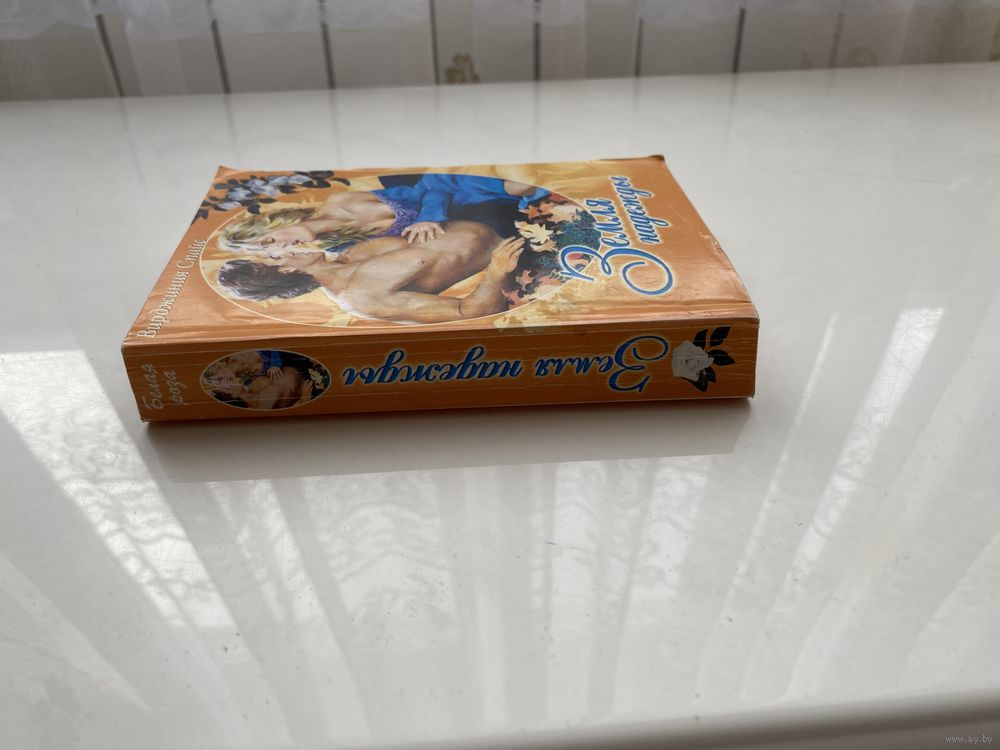 Вирджиния Спайс
Земля
надежды
Белая
роза
Земля надежды
www.ay.by